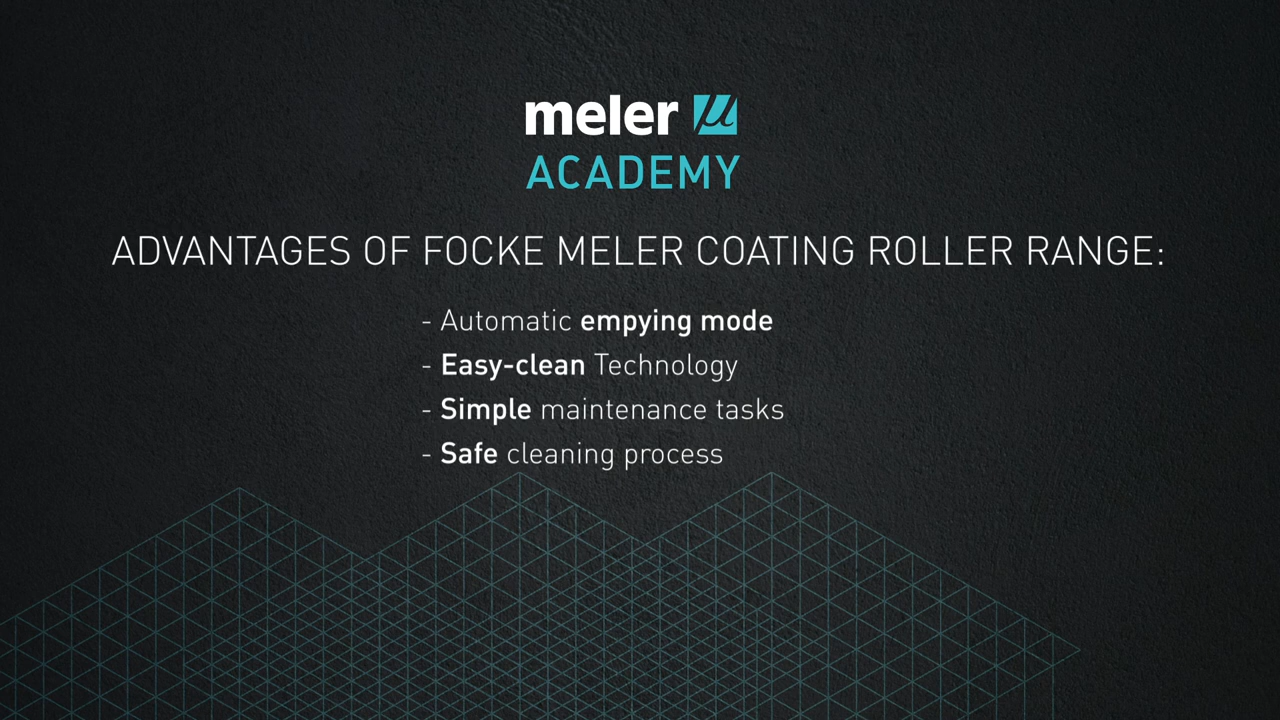 meler µ
ACADEMY
ADVANTAGES OF FOCKE MELER COATING ROLLER RANGE:
- Automatic empying mode
- Easy-clean Technology
- Simple maintenance tasks
- Safe cleaning process